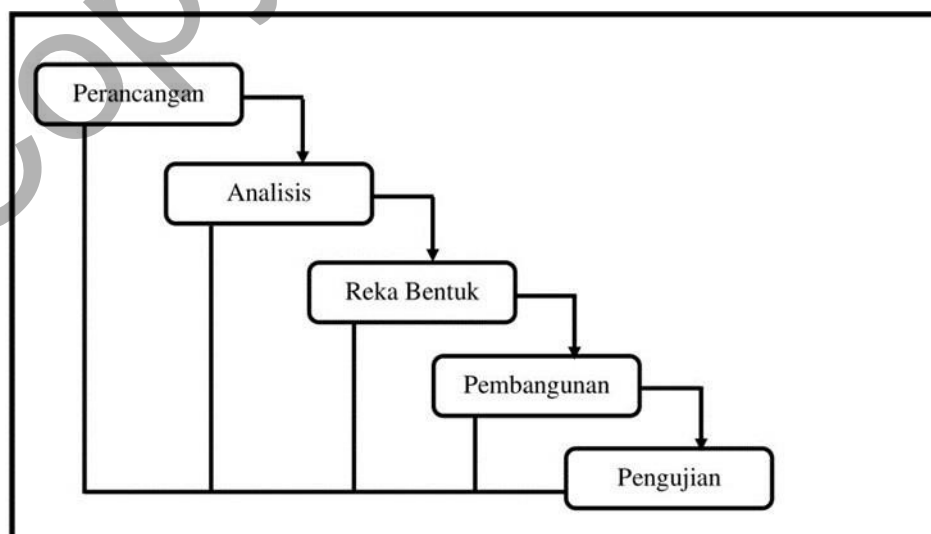 Perancangan
Analisis
Reka Bentuk
Pembangunan
Pengujian